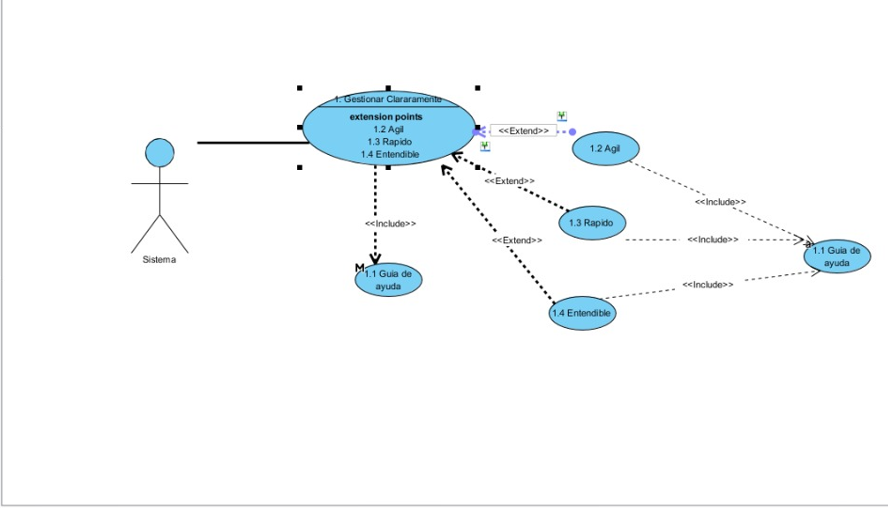 1. Gestionar Clararamente
extension points
1.2 Agil
1.3 Rapido
1.4 Entendible
<<Extend>>
1.2 Agil
<<Extend>>
<<Include>>
<<Include>>
1.3 Rapido
<<Extend>>
<<Include>>
1.1 Guia de
ayuda
Sistema
M
1.1 Guia de
ayuda
<<Include>>
1.4 Entendible